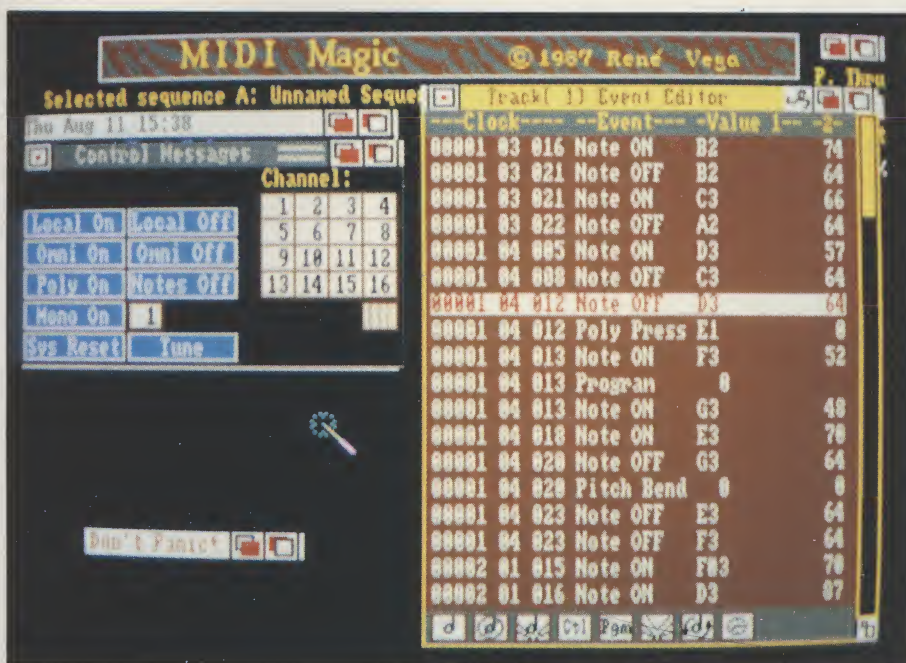 MIDI Magic © 1987 René Vega
P. Thru
Selected sequence A: Unnamed Seque
Thu Aug 11 15:38
Control Messages
Channel:
1 2 3 4
5 6 7 8
9 10 11 12
13 14 15 16
Local On Local Off
Omni On Omni Off
Poly On Notes Off
Mono On 1
Sys Reset Tune
Don't Panic!
Track( 1) Event Editor
---Clock---- --Event--- -Value 1-- -2-
00001 03 016 Note ON B2 74
00001 03 021 Note OFF B2 64
00001 03 021 Note ON C3 66
00001 03 022 Note OFF A2 64
00001 04 005 Note ON D3 57
00001 04 008 Note OFF C3 64
00001 04 012 Note OFF D3 64
00001 04 012 Poly Press E1 0
00001 04 013 Note ON F3 52
00001 04 013 Program 0
00001 04 013 Note ON G3 48
00001 04 018 Note ON E3 70
00001 04 020 Note OFF G3 64
00001 04 020 Pitch Bend 0 0
00001 04 023 Note OFF E3 64
00001 04 023 Note OFF F3 64
00002 01 015 Note ON F#3 70
00002 01 016 Note ON D3 87
Ctl Pgm